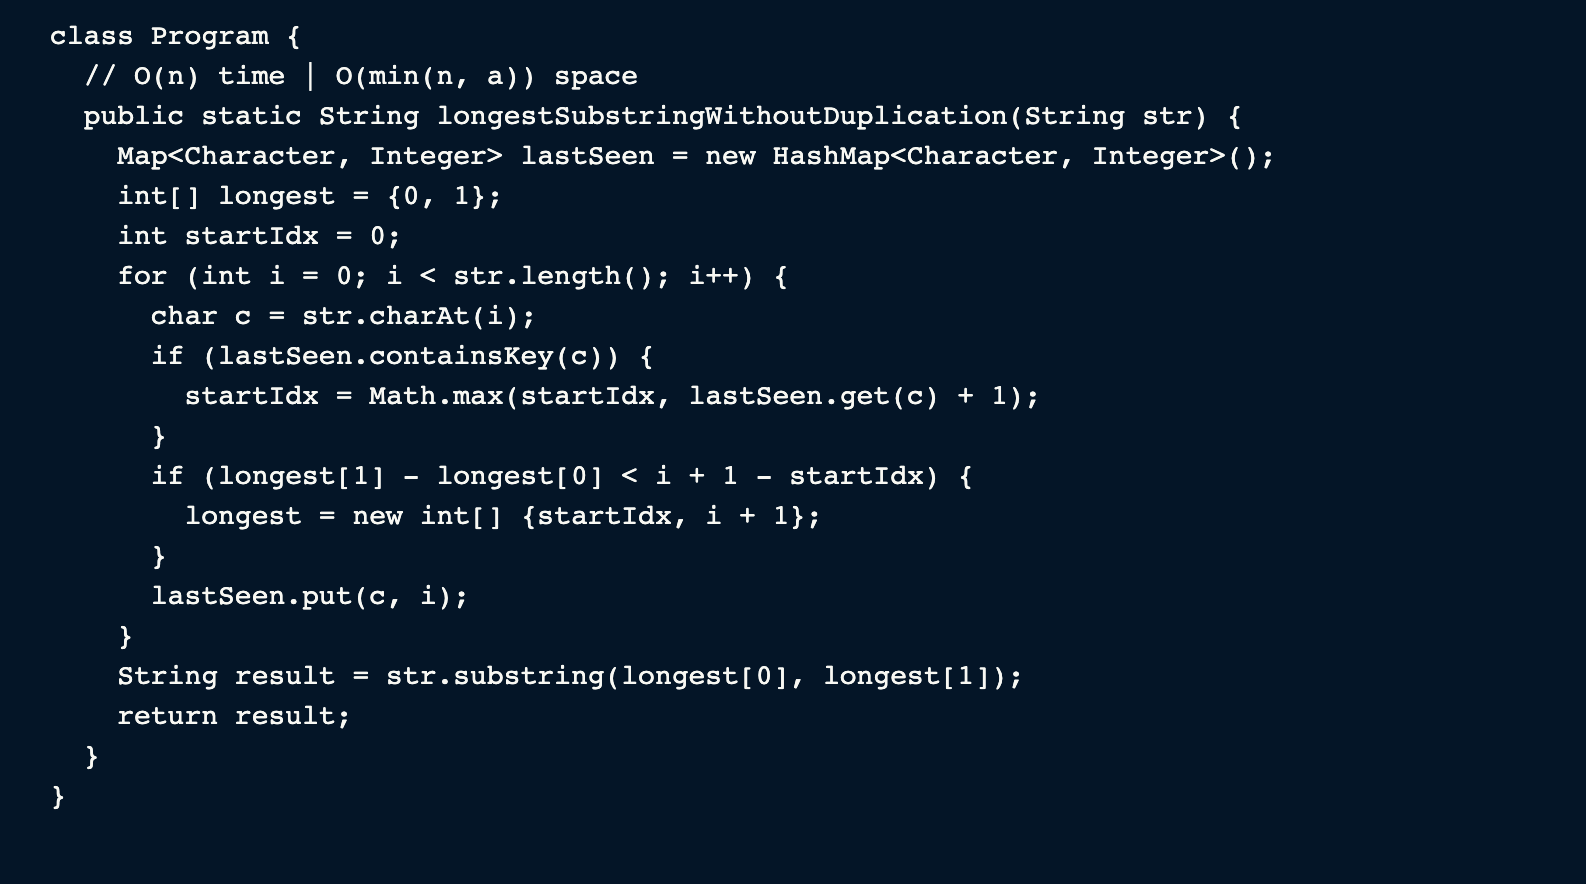 class Program {
  // O(n) time | O(min(n, a)) space
  public static String longestSubstringWithoutDuplication(String str) {
    Map<Character, Integer> lastSeen = new HashMap<Character, Integer>();
    int[] longest = {0, 1};
    int startIdx = 0;
    for (int i = 0; i < str.length(); i++) {
      char c = str.charAt(i);
      if (lastSeen.containsKey(c)) {
        startIdx = Math.max(startIdx, lastSeen.get(c) + 1);
      }
      if (longest[1] - longest[0] < i + 1 - startIdx) {
        longest = new int[] {startIdx, i + 1};
      }
      lastSeen.put(c, i);
    }
    String result = str.substring(longest[0], longest[1]);
    return result;
  }
}